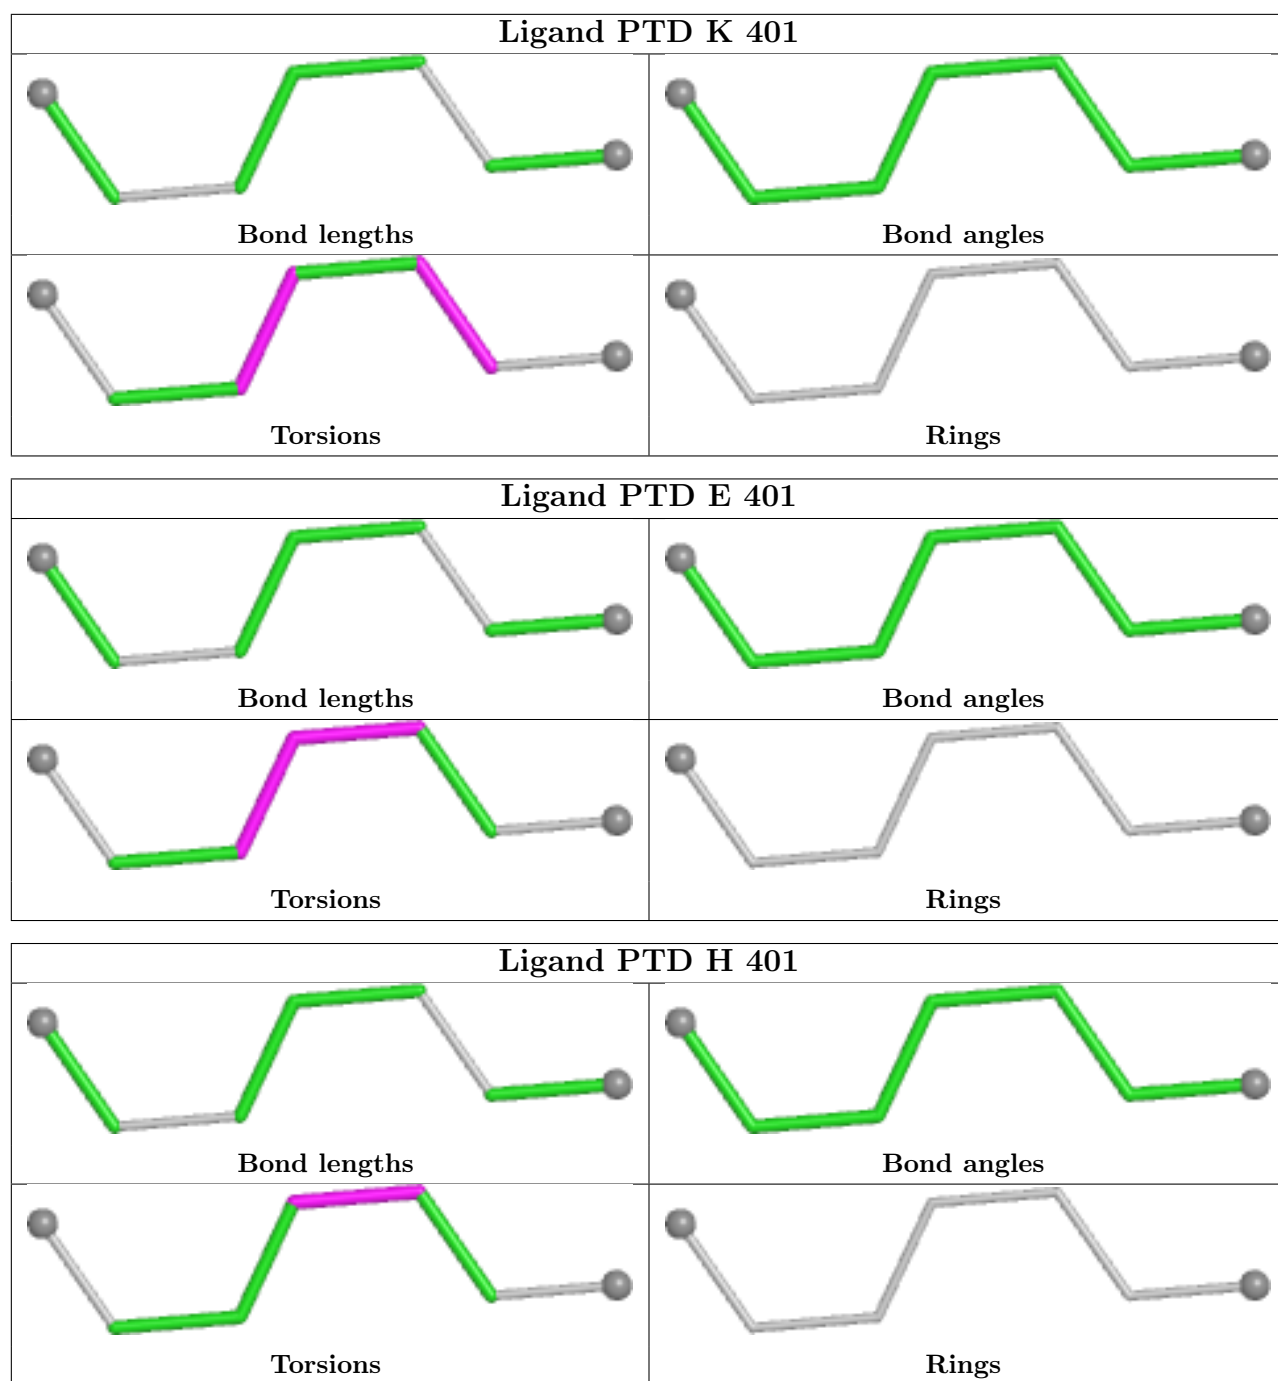 Ligand PTD K 401
Bond lengths
Bond angles
Torsions
Rings
Ligand PTD E 401
Bond lengths
Bond angles
Torsions
Rings
Ligand PTD H 401
Bond lengths
Bond angles
Torsions
Rings